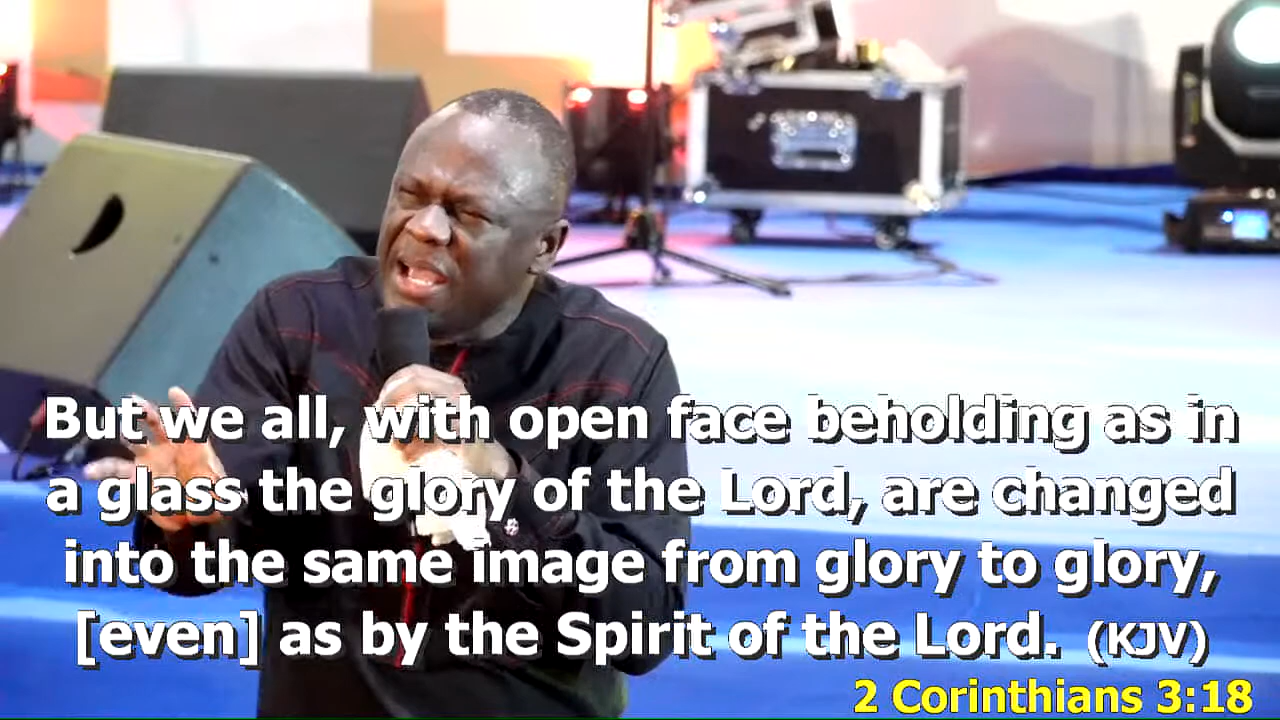 But we all, with open face beholding as in
a glass the glory of the Lord, are changed
into the same image from glory to glory,
[even] as by the Spirit of the Lord. (KJV)
2 Corinthians 3:18